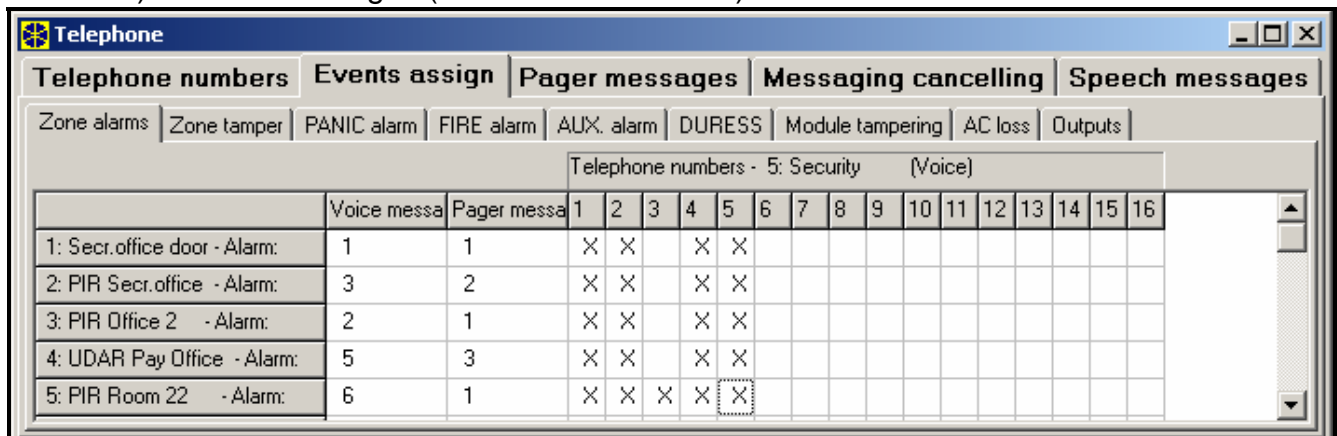 Telephone
Telephone numbers Events assign Pager messages Messaging cancelling Speech messages
Zone alarms Zone tamper PANIC alarm FIRE alarm AUX. alarm DURESS Module tampering AC loss Outputs
Telephone numbers - 5: Security (Voice)
Voice messa Pager messa 1 2 3 4 5 6 7 8 9 10 11 12 13 14 15 16
1: Secr.office door - Alarm: 1 1 X X X X
2: PIR Secr.office - Alarm: 3 2 X X X X
3: PIR Office 2 - Alarm: 2 1 X X X X
4: UDAR Pay Office - Alarm: 5 3 X X X X
5: PIR Room 22 - Alarm: 6 1 X X X X X